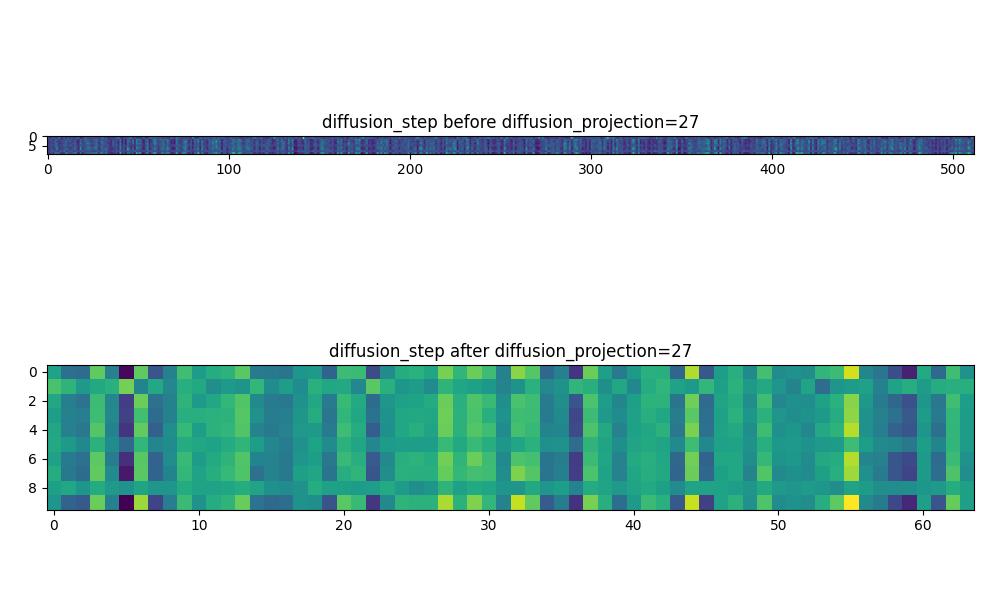 diffusion_step before diffusion_projection=27
0
5
0 100 200 300 400 500
diffusion_step after diffusion_projection=27
0
2
4
6
8
0 10 20 30 40 50 60